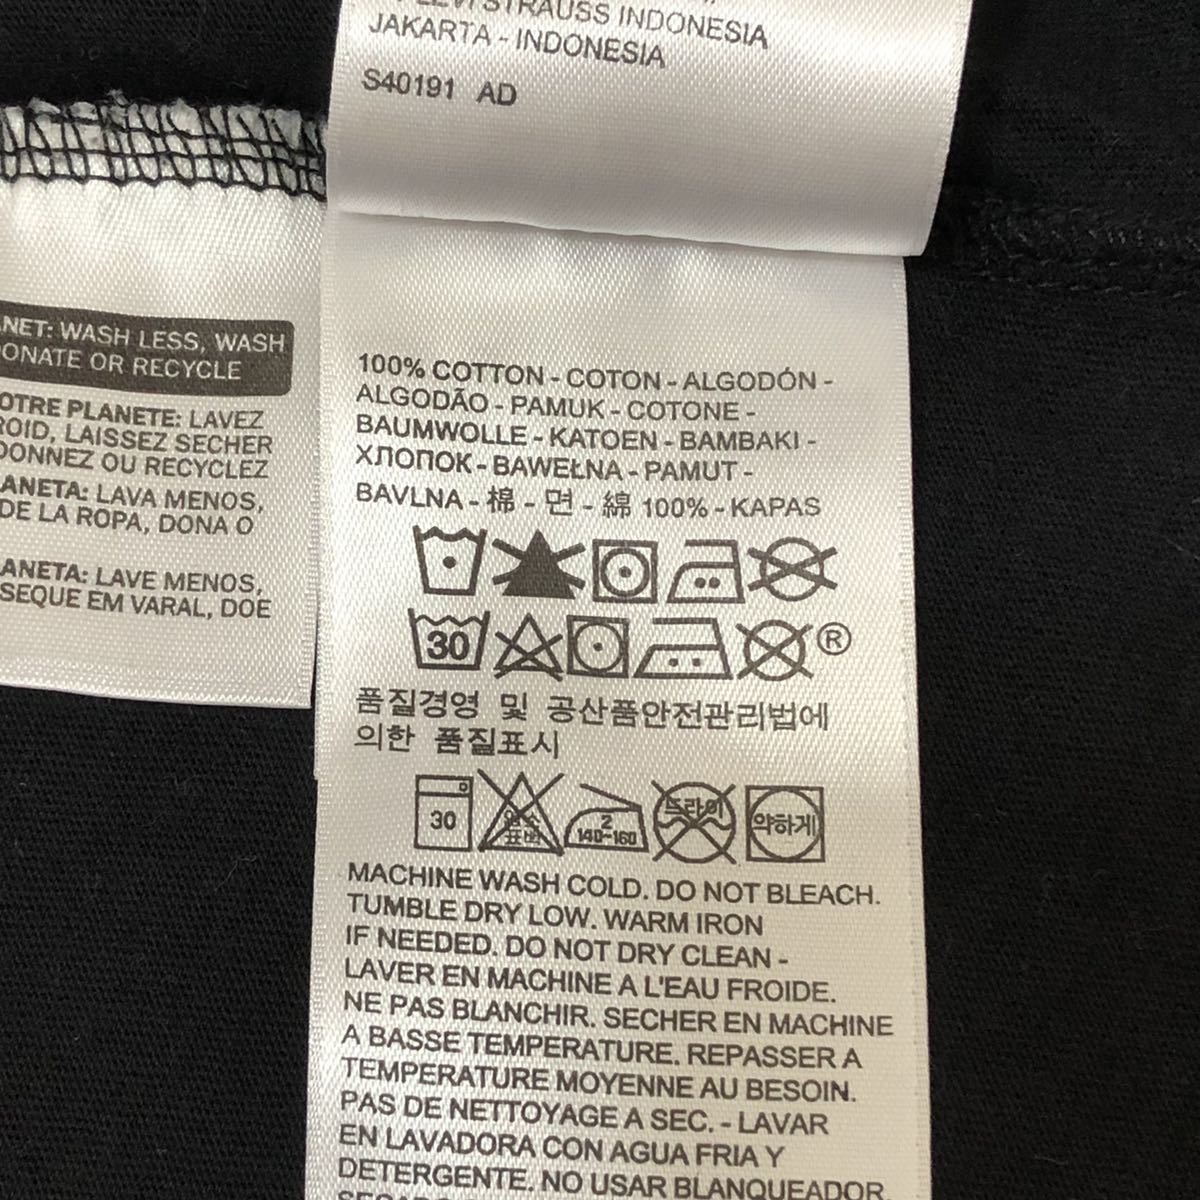 LEVI STRAUSS INDONESIA
JAKARTA - INDONESIA
S40191 AD
WASH LESS, WASH
DONATE OR RECYCLE
PLANETE: LAVEZ
LAISSEZ SECHER
DONNEZ OU RECYCLEZ
LAVA MENOS,
DE LA ROPA, DONA O
LAVE MENOS,
SEQUE EM VARAL, DOE
100% COTTON - COTON - ALGODÓN -
ALGODÃO - PAMUK - COTONE -
BAUMWOLLE - KATOEN - BAMBAKI -
ХЛОПОК - BAWEŁNA - PAMUT -
BAVLNA - 棉 - 면 - 綿 100% - KAPAS
30 ®
품질경영 및 공산품안전관리법에
의한 품질표시
30 염소 표백 2 140~160 드라이 약하게
MACHINE WASH COLD. DO NOT BLEACH.
TUMBLE DRY LOW. WARM IRON
IF NEEDED. DO NOT DRY CLEAN -
LAVER EN MACHINE A L'EAU FROIDE.
NE PAS BLANCHIR. SECHER EN MACHINE
A BASSE TEMPERATURE. REPASSER A
TEMPERATURE MOYENNE AU BESOIN.
PAS DE NETTOYAGE A SEC. - LAVAR
EN LAVADORA CON AGUA FRIA Y
DETERGENTE. NO USAR BLANQUEADOR.